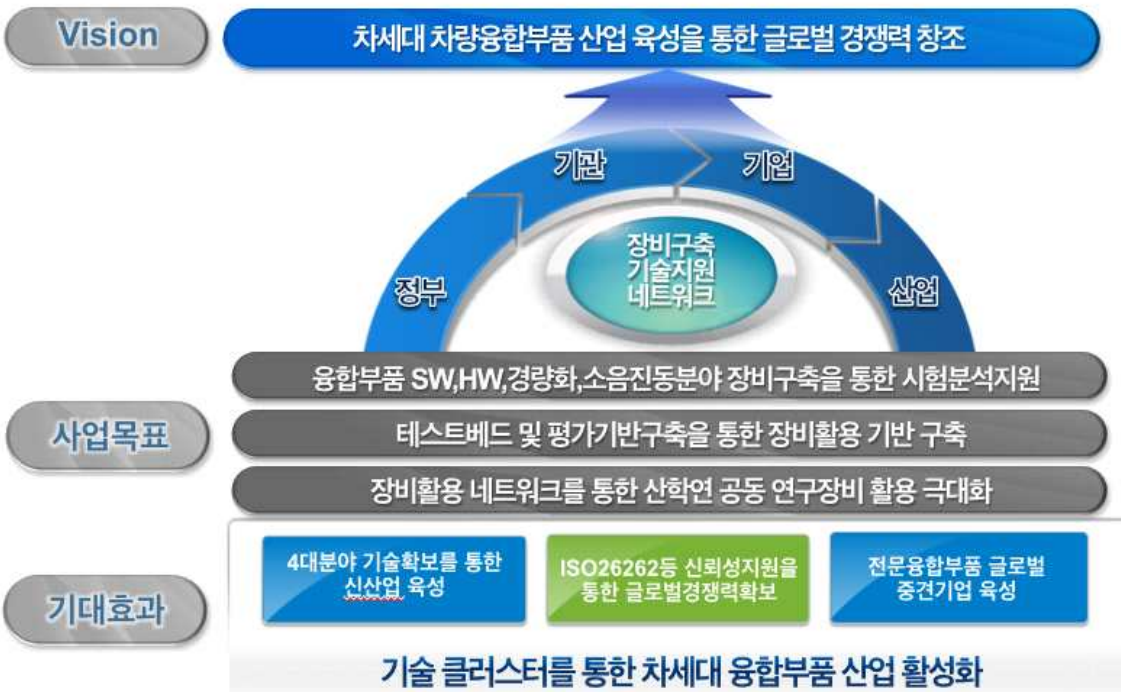 Vision
차세대 차량융합부품 산업 육성을 통한 글로벌 경쟁력 창조
기관
기업
정부
산업
장비구축
기술지원
네트워크
사업목표
융합부품 SW,HW,경량화,소음진동분야 장비구축을 통한 시험분석지원
테스트베드 및 평가기반구축을 통한 장비활용 기반 구축
장비활용 네트워크를 통한 산학연 공동 연구장비 활용 극대화
기대효과
4대분야 기술확보를 통한
신산업 육성
ISO26262등 신뢰성지원을
통한 글로벌경쟁력확보
전문융합부품 글로벌
중견기업 육성
기술 클러스터를 통한 차세대 융합부품 산업 활성화